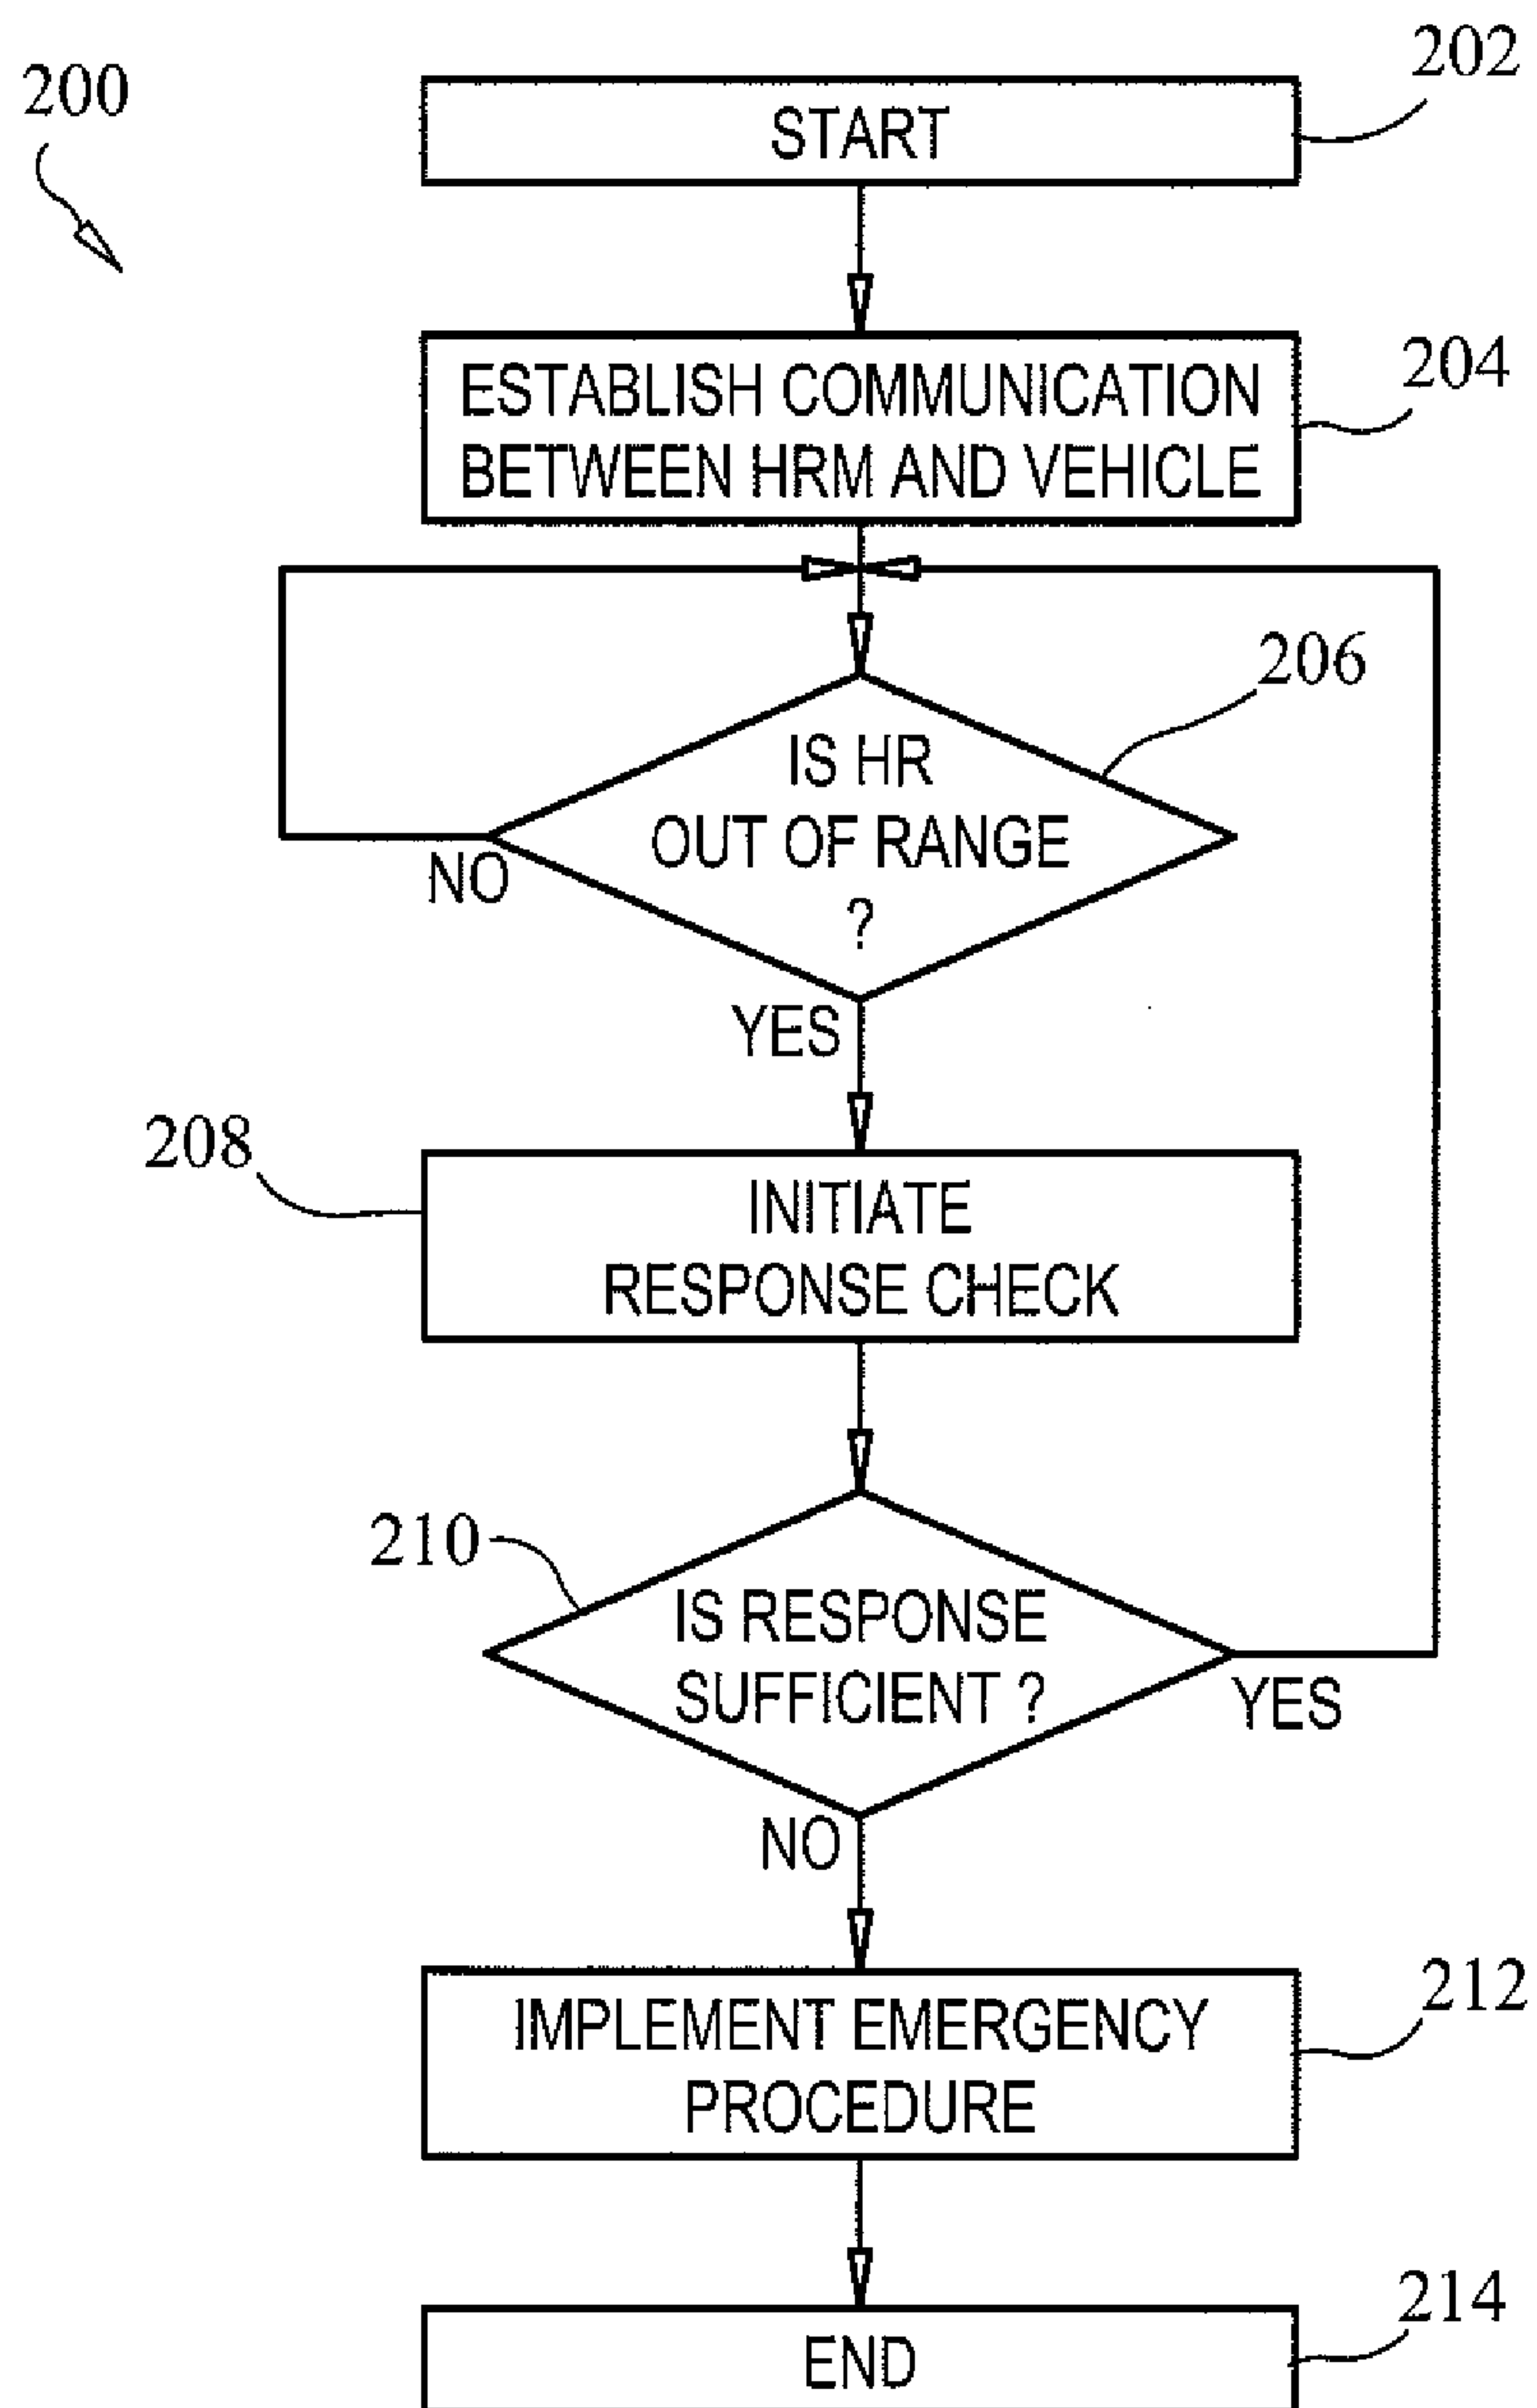 200
202
START
204
ESTABLISH COMMUNICATION
BETWEEN HRM AND VEHICLE
206
IS HR
OUT OF RANGE
?
NO
YES
208
INITIATE
RESPONSE CHECK
210
IS RESPONSE
SUFFICIENT ?
YES
NO
212
IMPLEMENT EMERGENCY
PROCEDURE
214
END